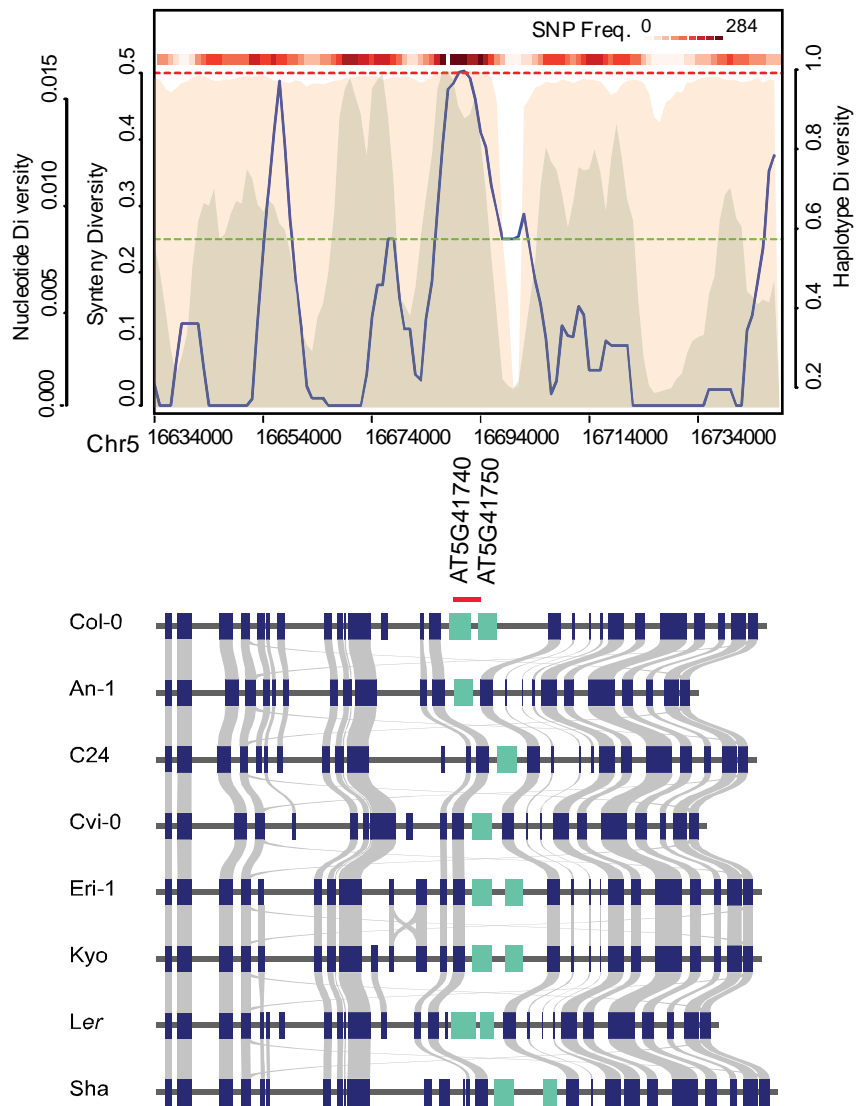 SNP Freq. 0 284
Nucleotide Di versity
0.000 0.005 0.010 0.015
Synteny Diversity
0.0 0.1 0.2 0.3 0.4 0.5
Haplotype Di versity
0.2 0.4 0.6 0.8 1.0
Chr5 16634000 16654000 16674000 16694000 16714000 16734000
AT5G41740
AT5G41750
Col-0
An-1
C24
Cvi-0
Eri-1
Kyo
Ler
Sha